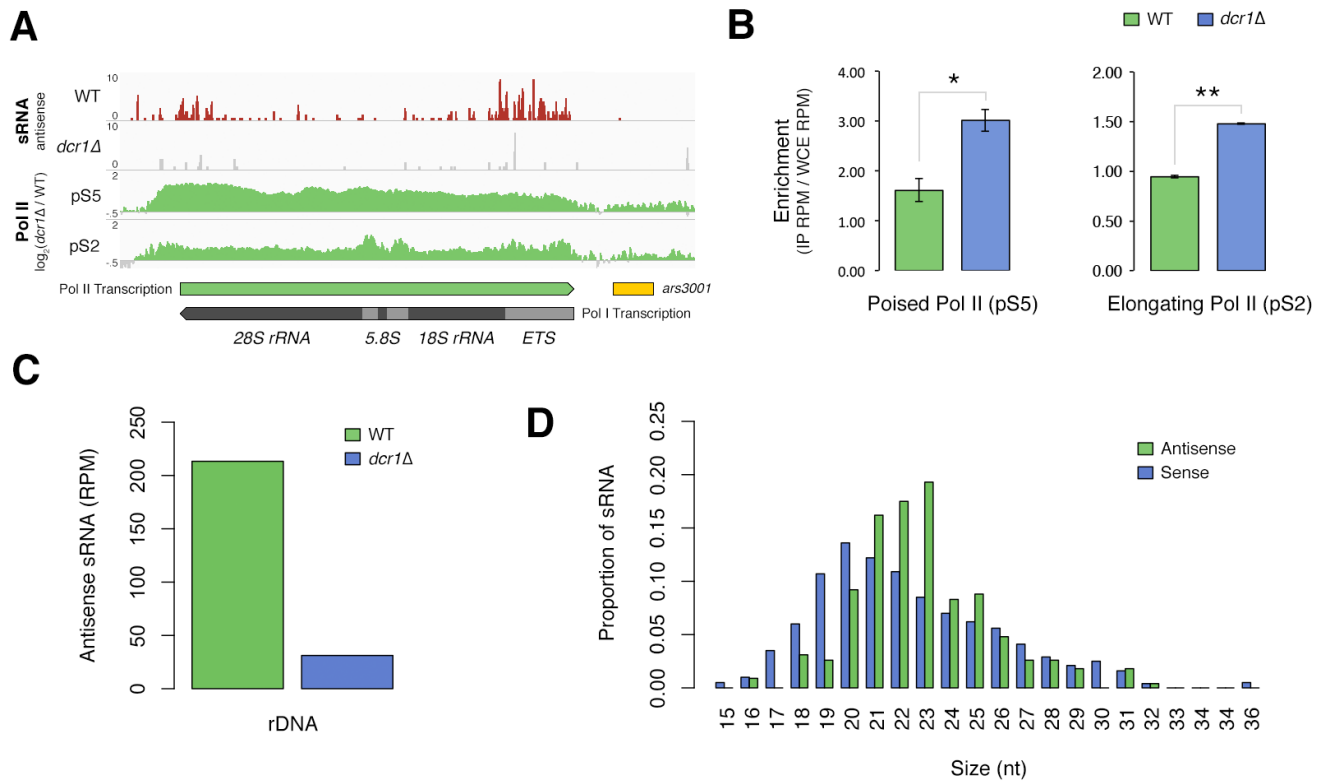 A
sRNA
antisense
WT
10
0
dcr1Δ
10
0
Pol II
log2(dcr1Δ / WT)
pS5
2
-.5
pS2
2
-.5
Pol II Transcription
ars3001
Pol I Transcription
28S rRNA 5.8S 18S rRNA ETS
B
WT dcr1Δ
Enrichment
(IP RPM / WCE RPM)
4.00
3.00
2.00
1.00
0.00
*
Poised Pol II (pS5)
2.00
1.50
1.00
0.50
0.00
**
Elongating Pol II (pS2)
C
Antisense sRNA (RPM)
250
200
150
100
50
0
WT
dcr1Δ
rDNA
D
Proportion of sRNA
0.25
0.20
0.15
0.10
0.05
0.00
Antisense
Sense
15 16 17 18 19 20 21 22 23 24 25 26 27 28 29 30 31 32 33 34 34 36
Size (nt)